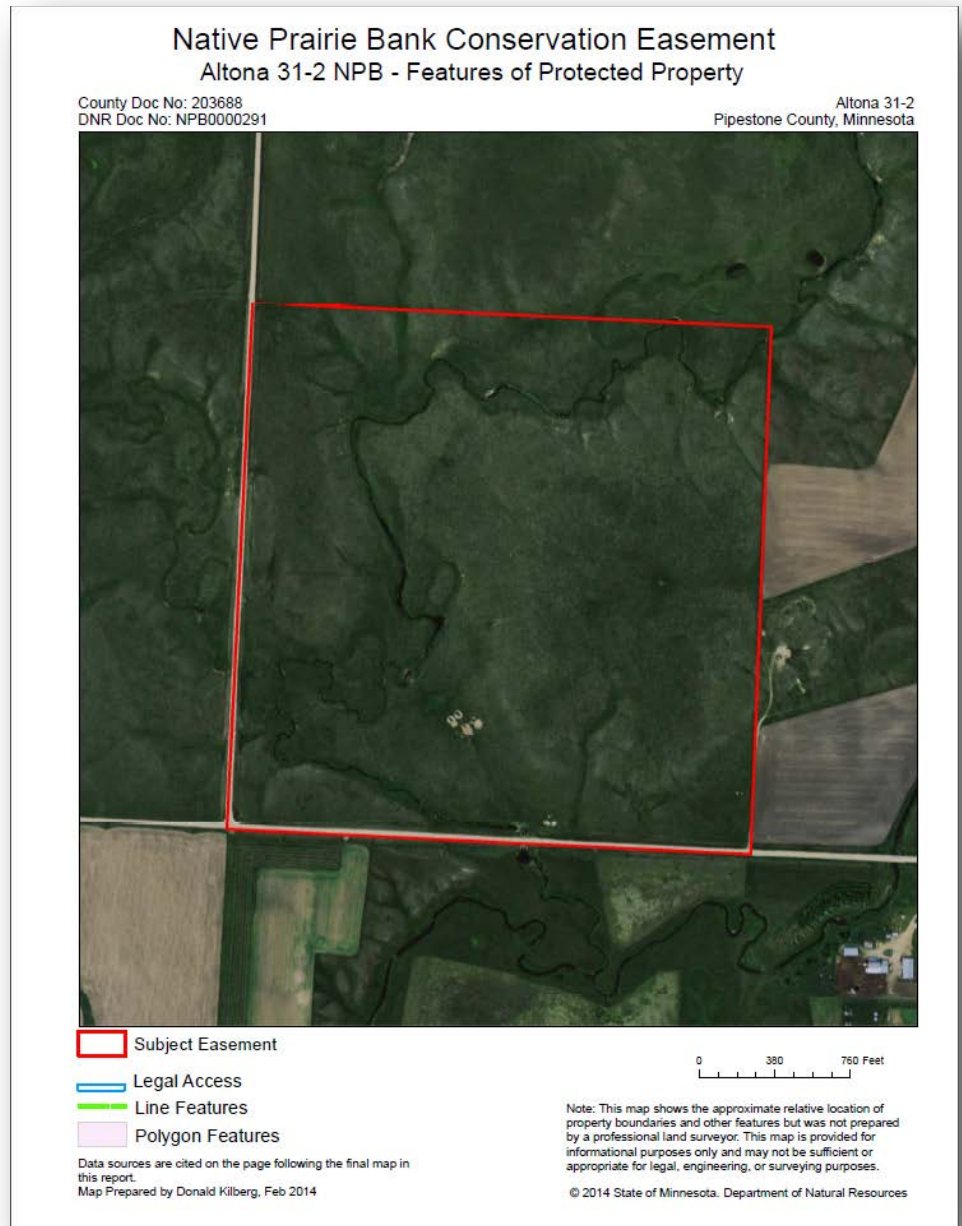 Native Prairie Bank Conservation Easement
Altona 31-2 NPB - Features of Protected Property
County Doc No: 203688
DNR Doc No: NPB0000291
Altona 31-2
Pipestone County, Minnesota
Subject Easement
Legal Access
Line Features
Polygon Features
Data sources are cited on the page following the final map in
this report.
Map Prepared by Donald Kilberg, Feb 2014
0 380 760 Feet
Note: This map shows the approximate relative location of
property boundaries and other features but was not prepared
by a professional land surveyor. This map is provided for
informational purposes only and may not be sufficient or
appropriate for legal, engineering, or surveying purposes.
© 2014 State of Minnesota. Department of Natural Resources